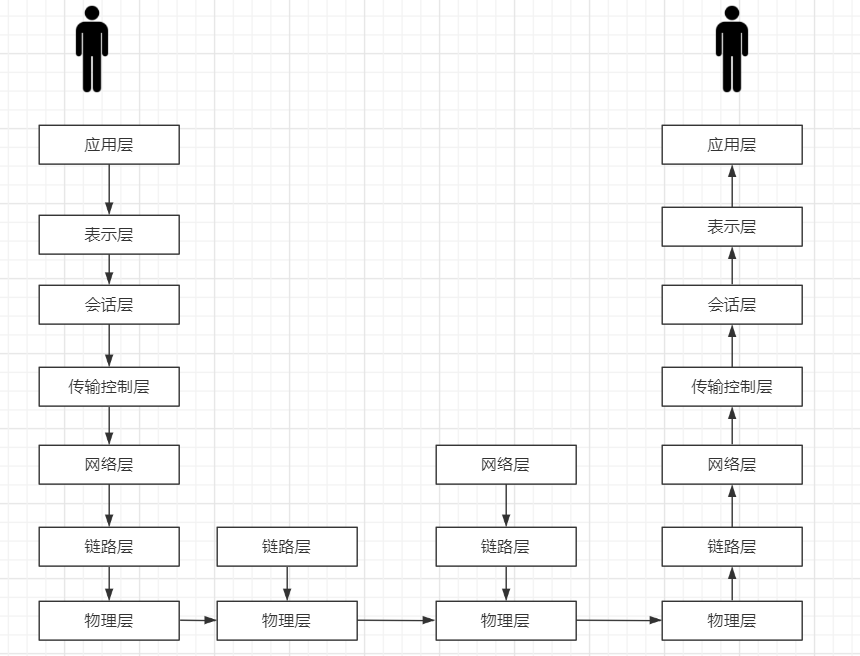 应用层
应用层
表示层
表示层
会话层
会话层
传输控制层
传输控制层
网络层
网络层
网络层
链路层
链路层
链路层
链路层
物理层
物理层
物理层
物理层